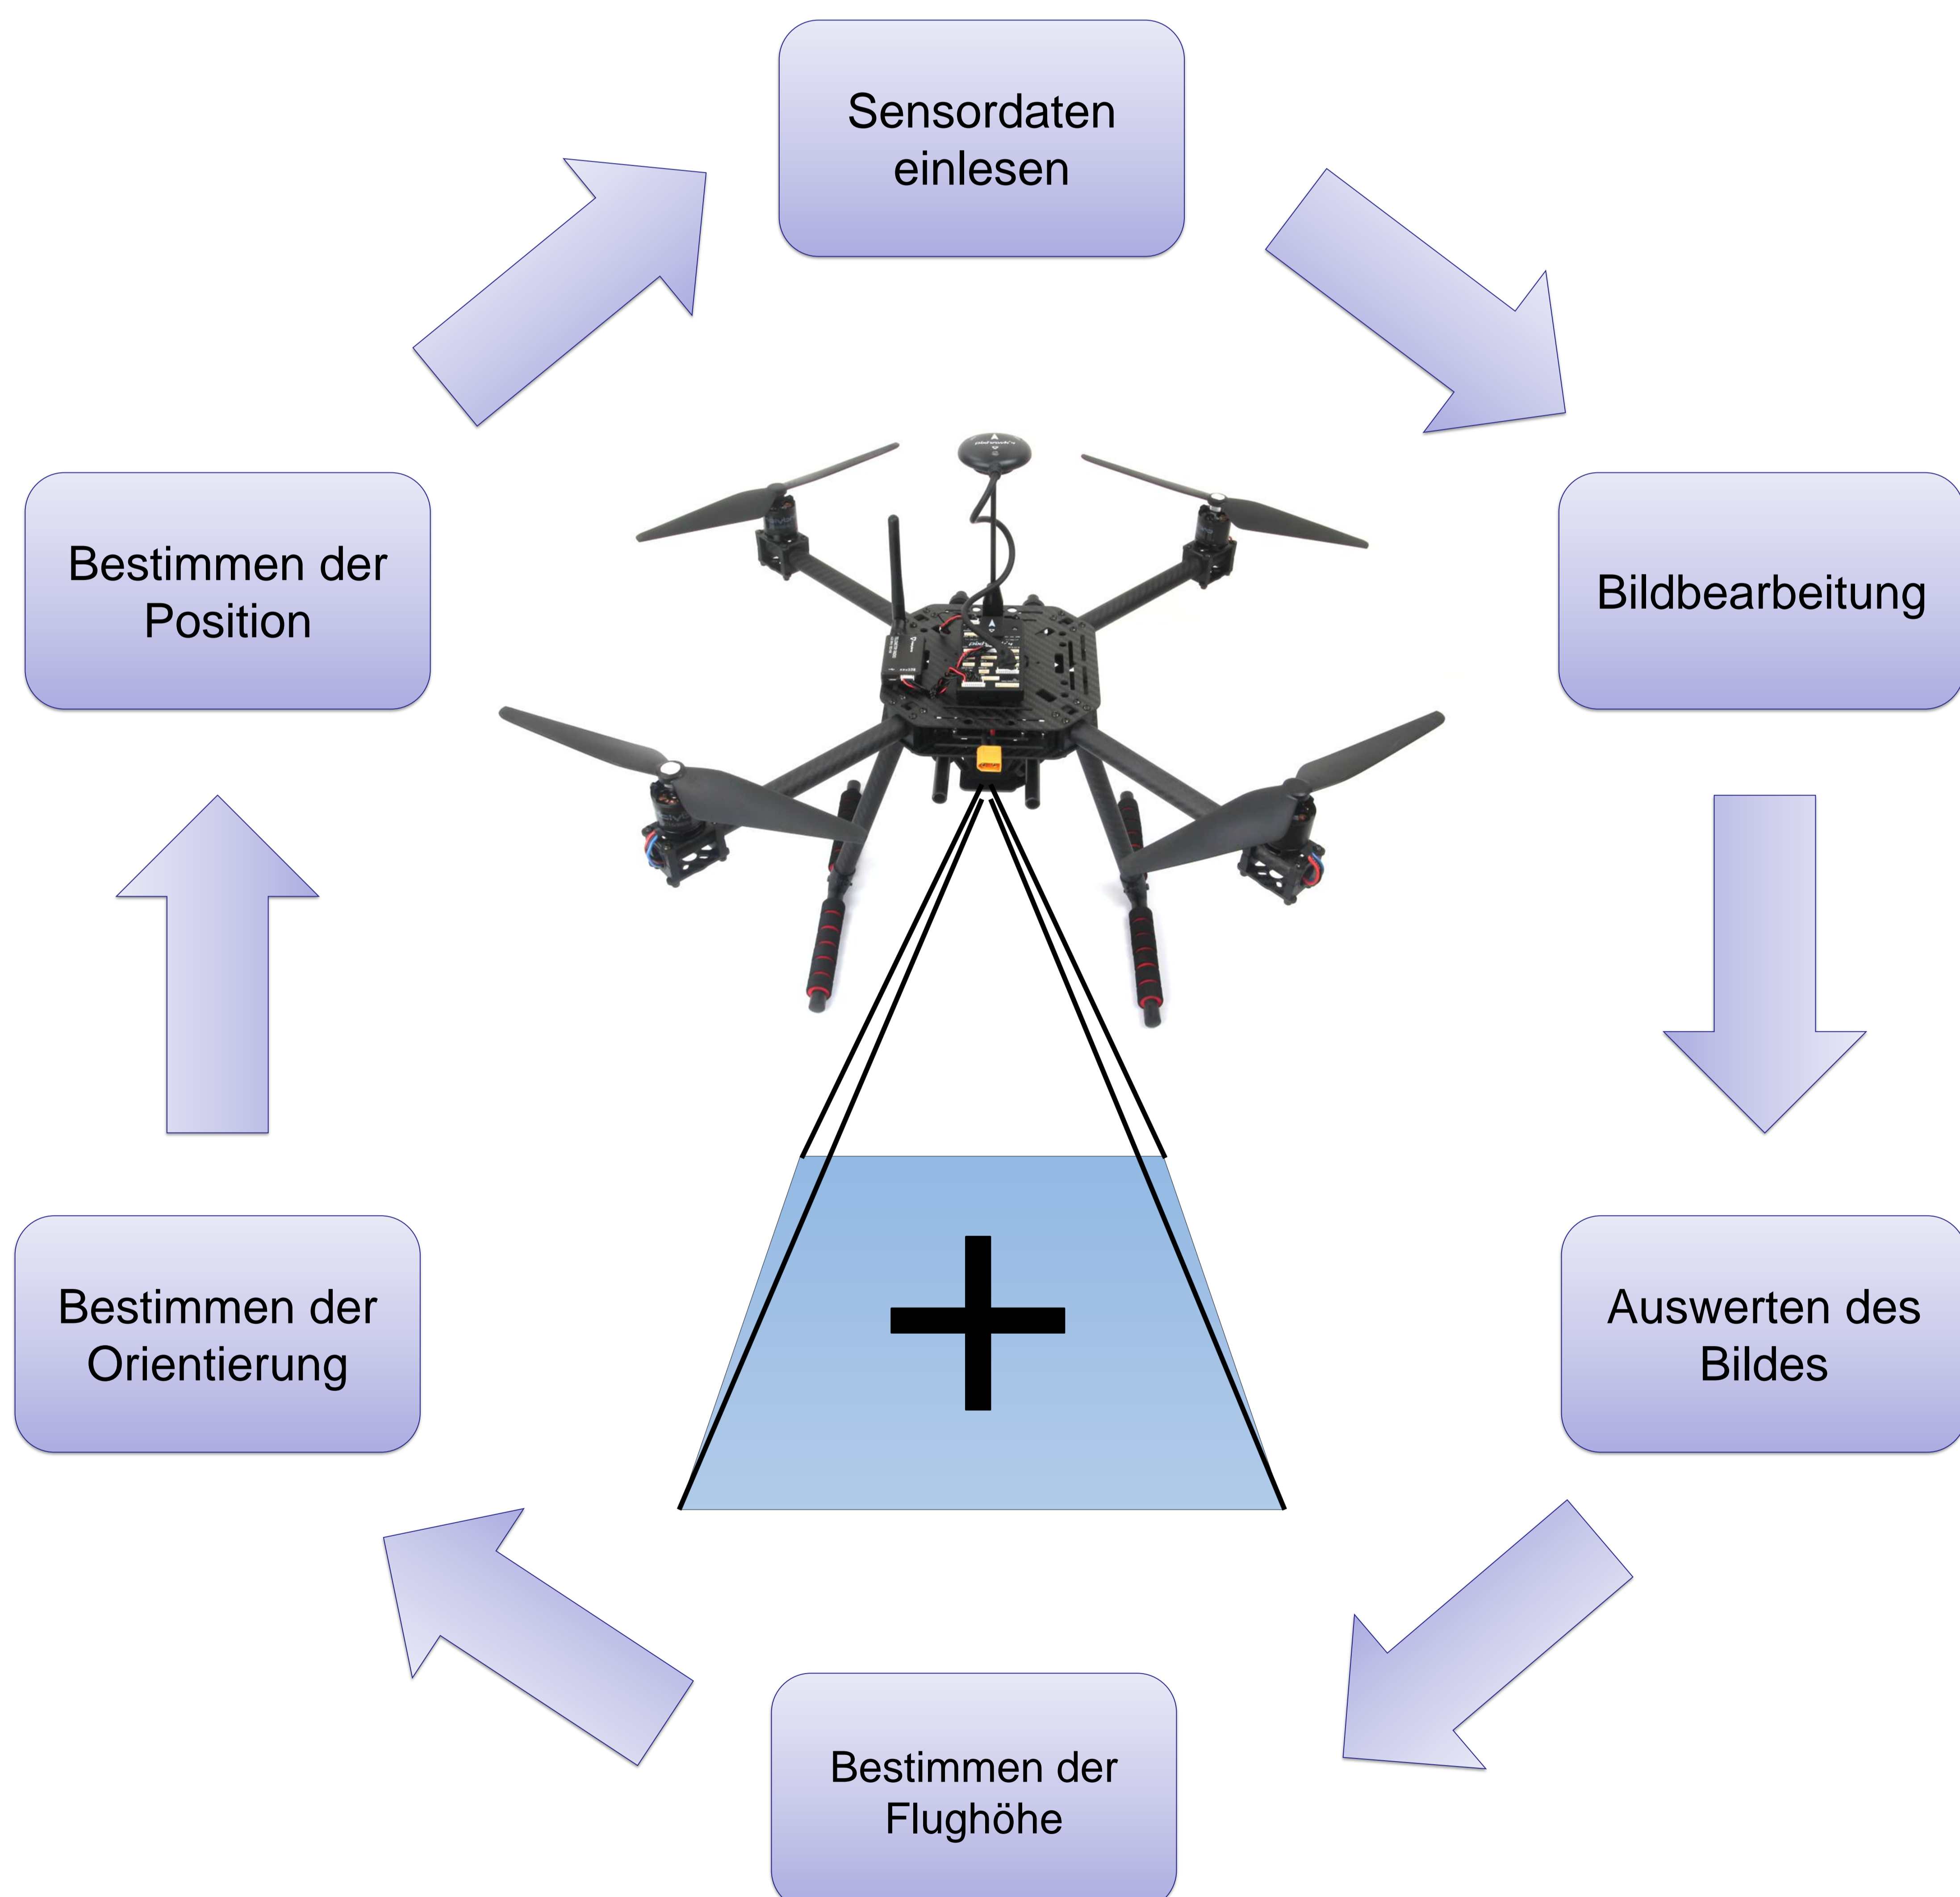 Sensordaten
einlesen
Bildbearbeitung
Auswerten des
Bildes
Bestimmen der
Flughöhe
Bestimmen der
Orientierung
Bestimmen der
Position